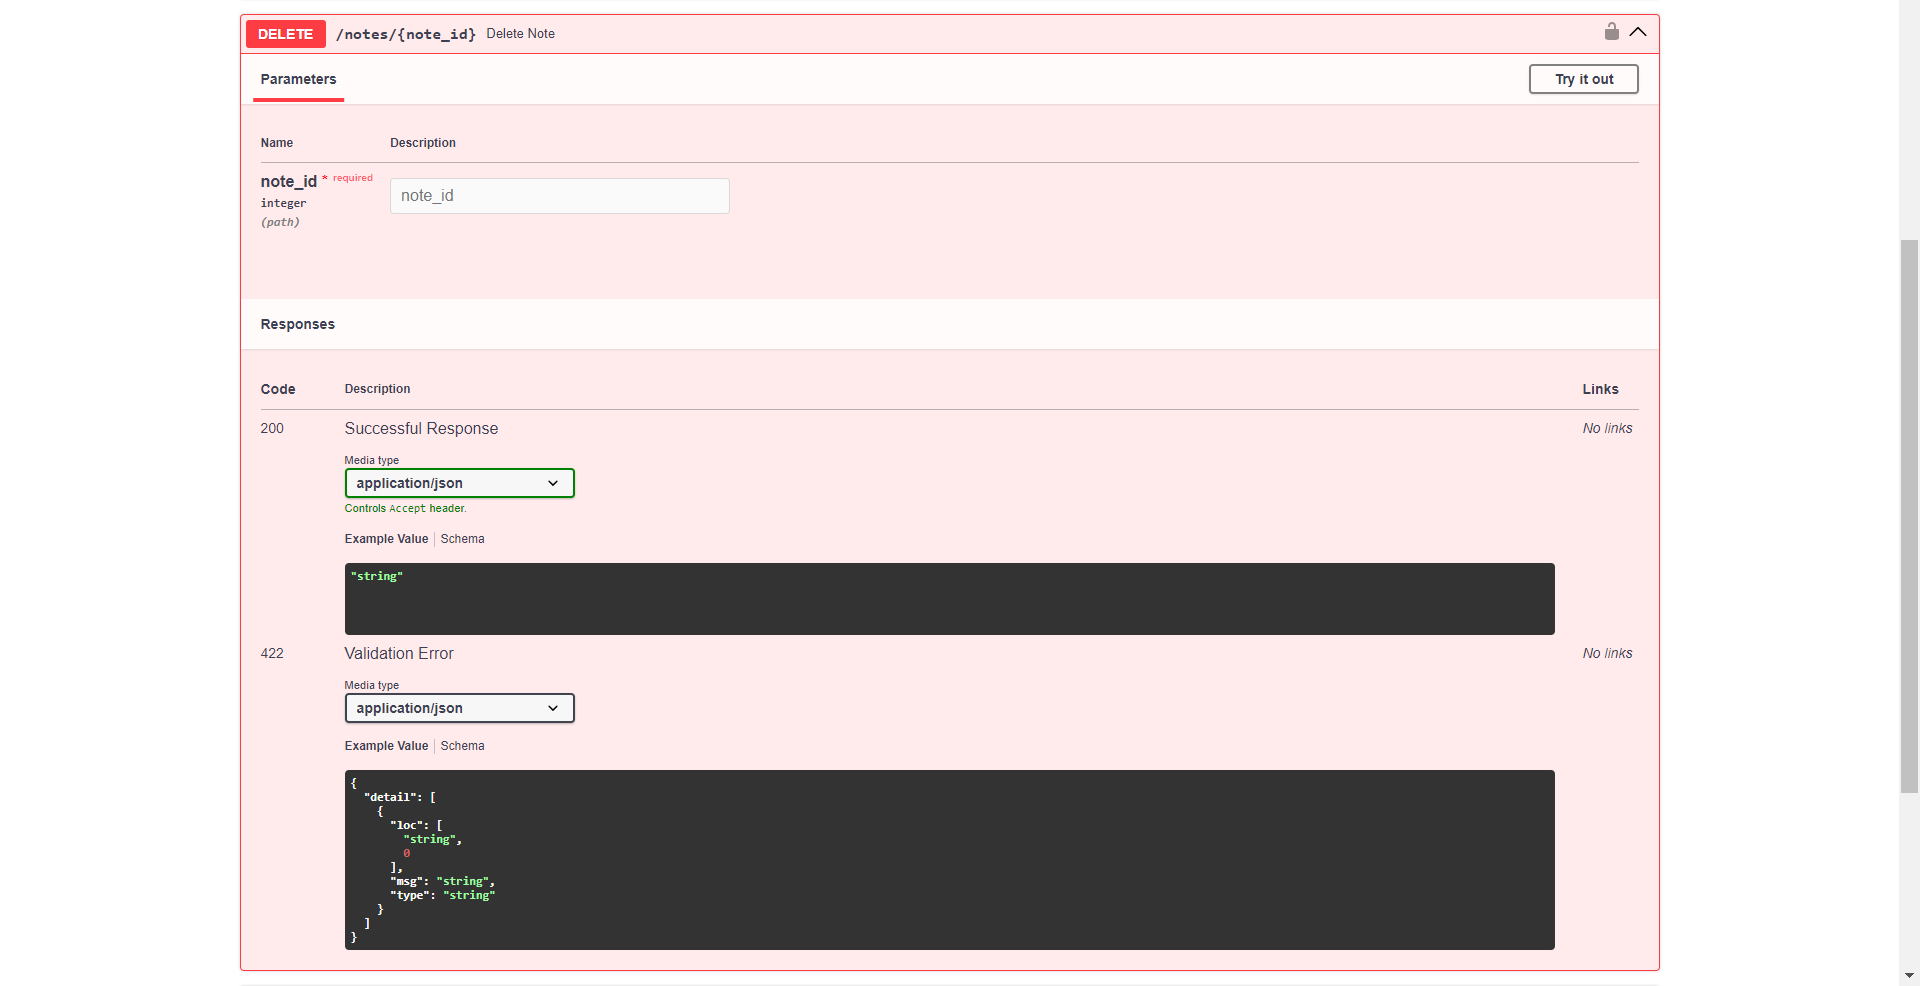 DELETE /notes/{note_id} Delete Note
Parameters
Try it out
Name Description
note_id * required
integer
(path)
note_id
Responses
Code Description Links
200 Successful Response No links
Media type
application/json
Controls Accept header.
Example Value Schema
"string"
422 Validation Error No links
Media type
application/json
Example Value Schema
{
  "detail": [
    {
      "loc": [
        "string",
        0
      ],
      "msg": "string",
      "type": "string"
    }
  ]
}